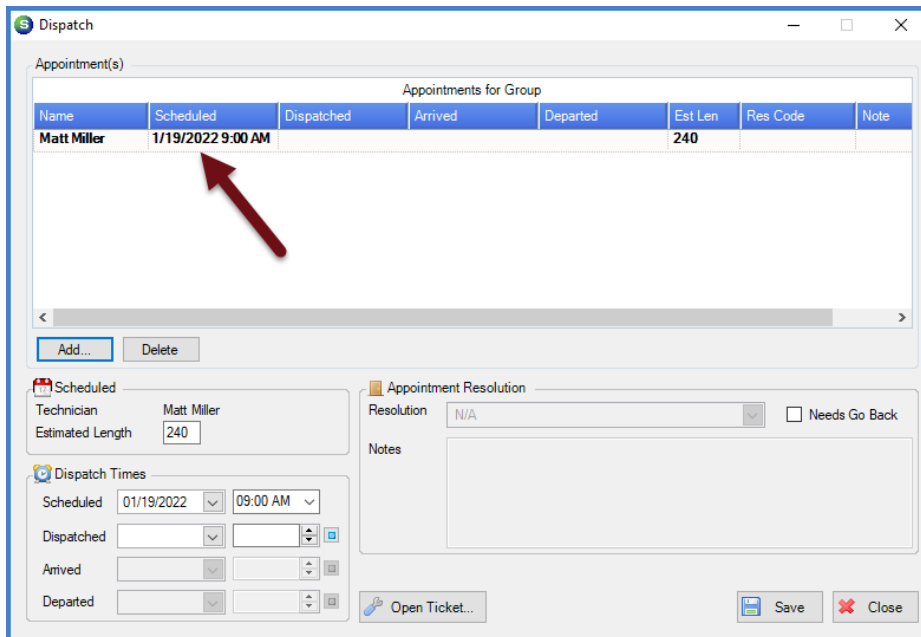 Dispatch
Appointment(s)
Appointments for Group
Name Scheduled Dispatched Arrived Departed Est Len Res Code Note
Matt Miller 1/19/2022 9:00 AM 240
Add... Delete
Scheduled
Technician Matt Miller
Estimated Length 240
Appointment Resolution
Resolution N/A Needs Go Back
Notes
Dispatch Times
Scheduled 01/19/2022 09:00 AM
Dispatched
Arrived
Departed
Open Ticket... Save Close